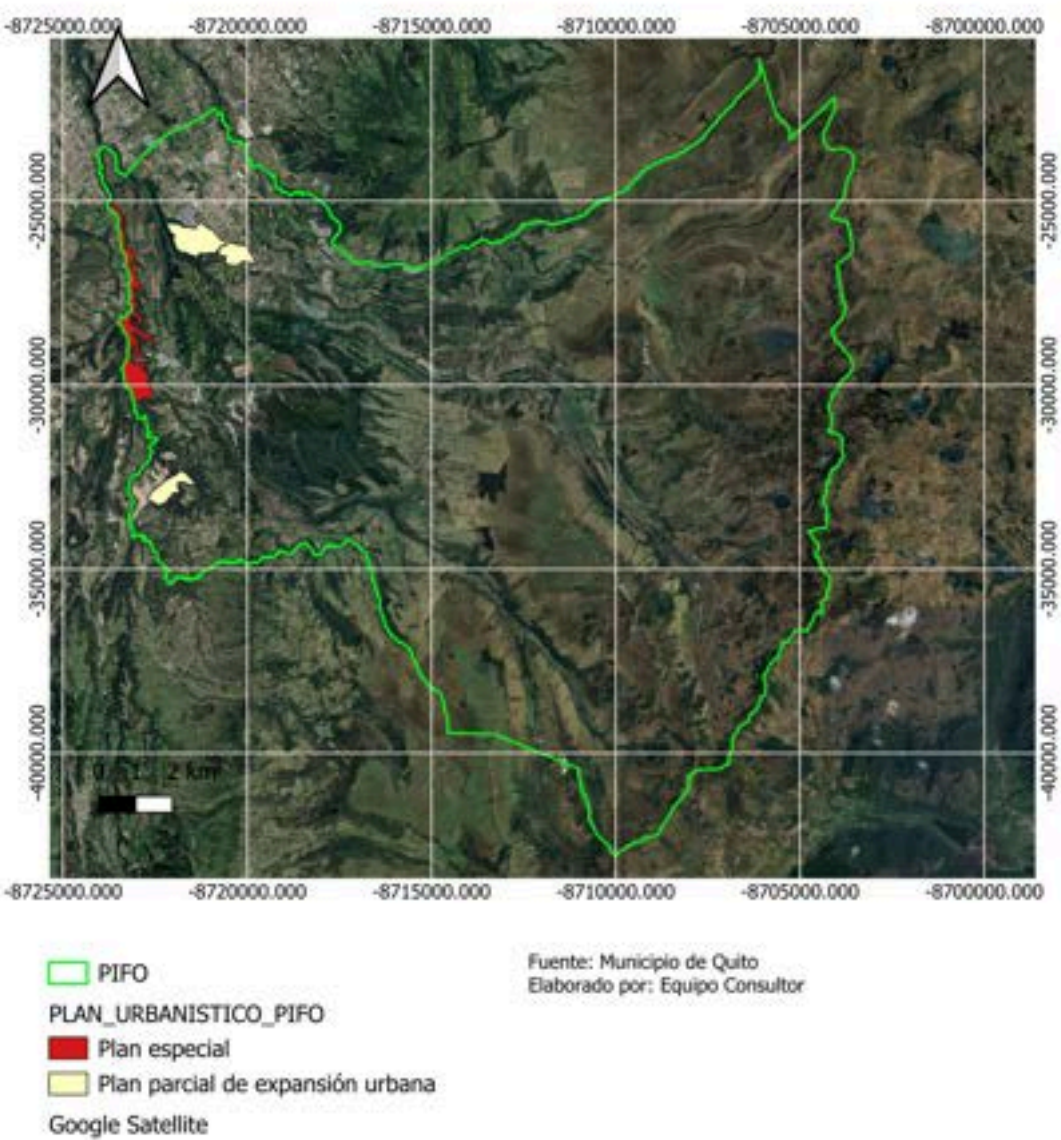 -8725000.000 -8720000.000 -8715000.000 -8710000.000 -8705000.000 -8700000.000
-25000.000 -25000.000
-30000.000 -30000.000
-35000.000 -35000.000
-40000.000 -40000.000
0 1 2 km
-8725000.000 -8720000.000 -8715000.000 -8710000.000 -8705000.000 -8700000.000
PIFO
PLAN_URBANISTICO_PIFO
Plan especial
Plan parcial de expansión urbana
Google Satellite
Fuente: Municipio de Quito
Elaborado por: Equipo Consultor